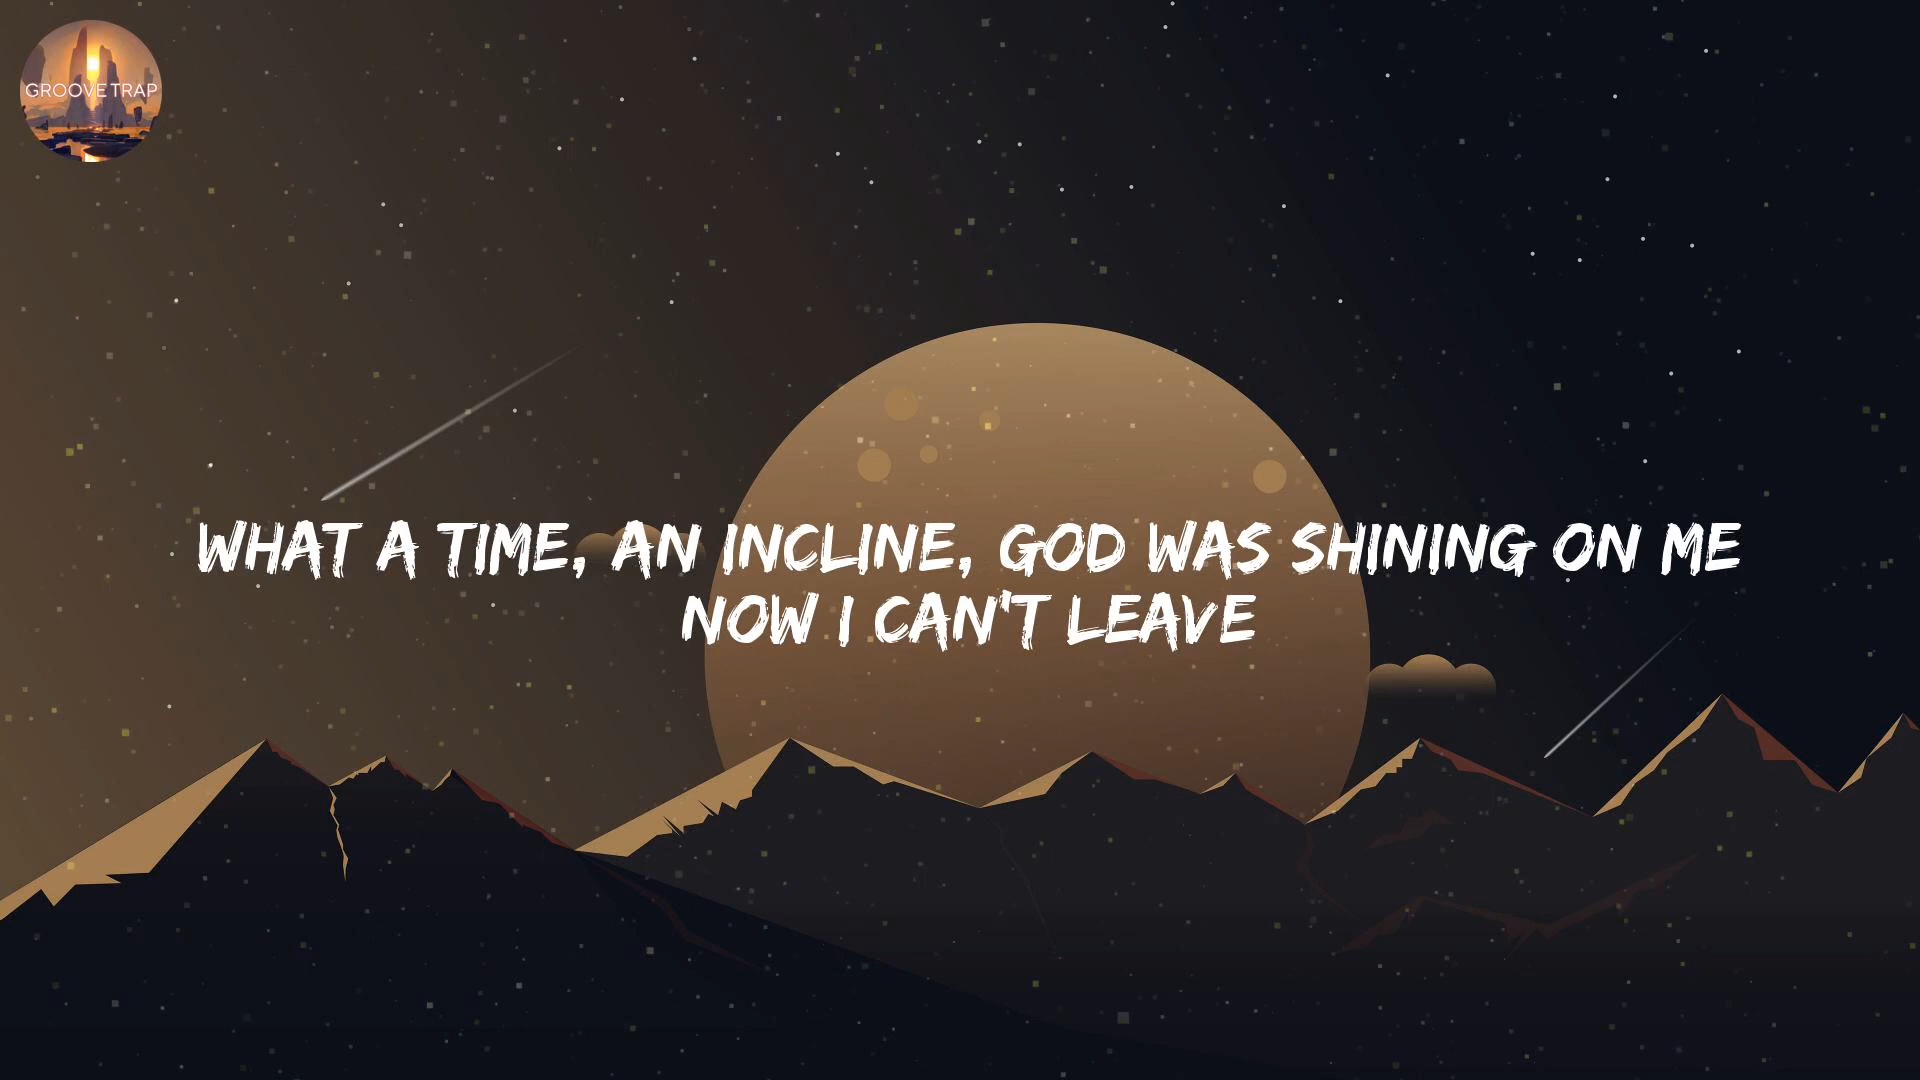 GROOVE TRAP
WHAT A TIME, AN INCLINE, GOD WAS SHINING ON ME
NOW I CAN'T LEAVE